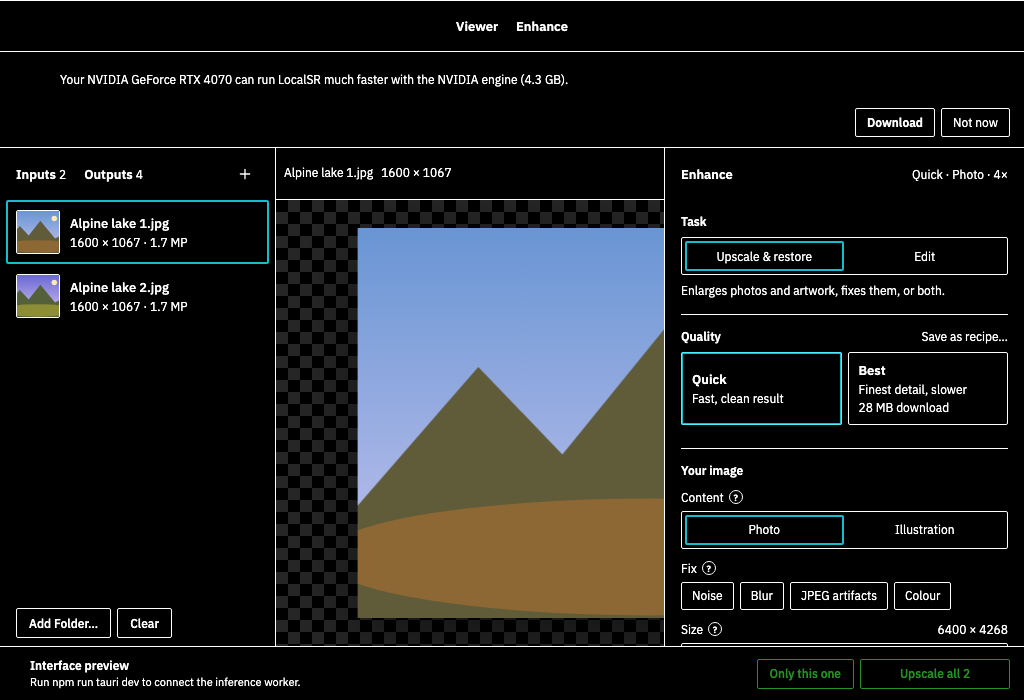 Viewer Enhance
Your NVIDIA GeForce RTX 4070 can run LocalSR much faster with the NVIDIA engine (4.3 GB).
Download Not now
Inputs 2 Outputs 4 +
Alpine lake 1.jpg
1600 × 1067 · 1.7 MP
Alpine lake 2.jpg
1600 × 1067 · 1.7 MP
Add Folder... Clear
Alpine lake 1.jpg 1600 × 1067
Enhance Quick · Photo · 4×
Task
Upscale & restore Edit
Enlarges photos and artwork, fixes them, or both.
Quality Save as recipe...
Quick
Fast, clean result
Best
Finest detail, slower
28 MB download
Your image
Content ?
Photo Illustration
Fix ?
Noise Blur JPEG artifacts Colour
Size ? 6400 × 4268
Interface preview
Run npm run tauri dev to connect the inference worker.
Only this one Upscale all 2